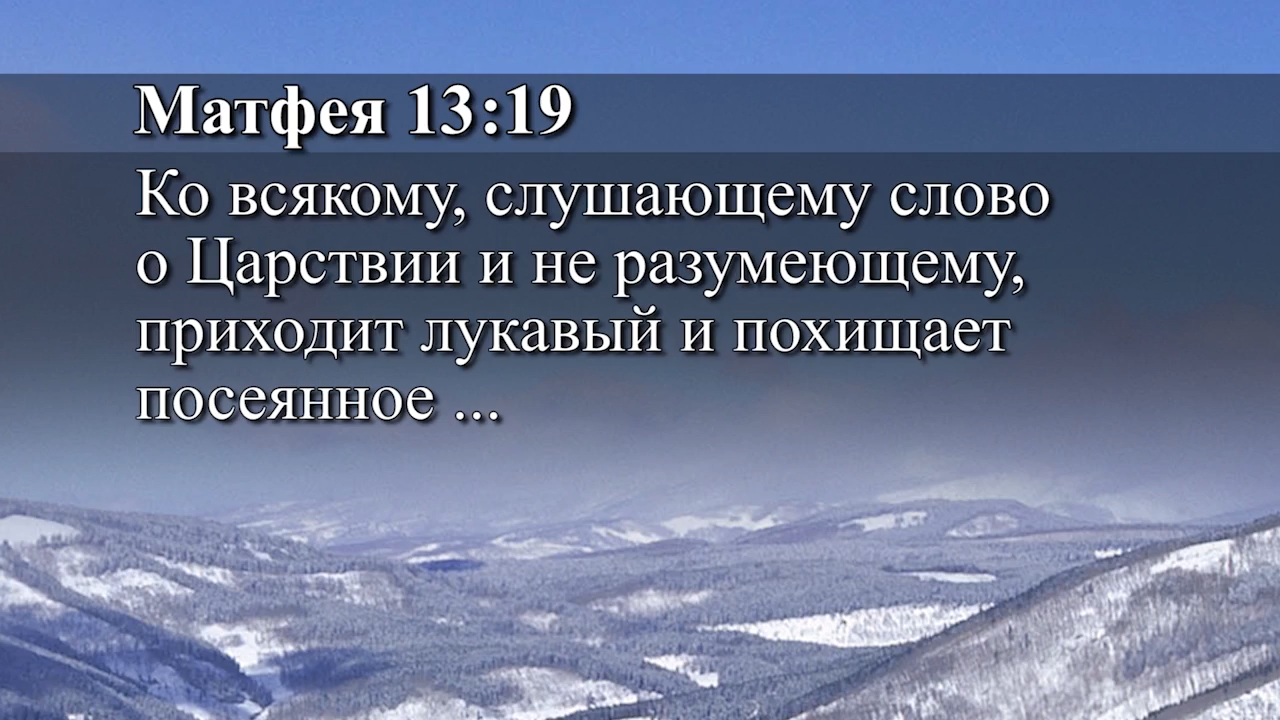 Матфея 13:19
Ко всякому, слушающему слово
о Царствии и не разумеющему,
приходит лукавый и похищает
посеянное ...